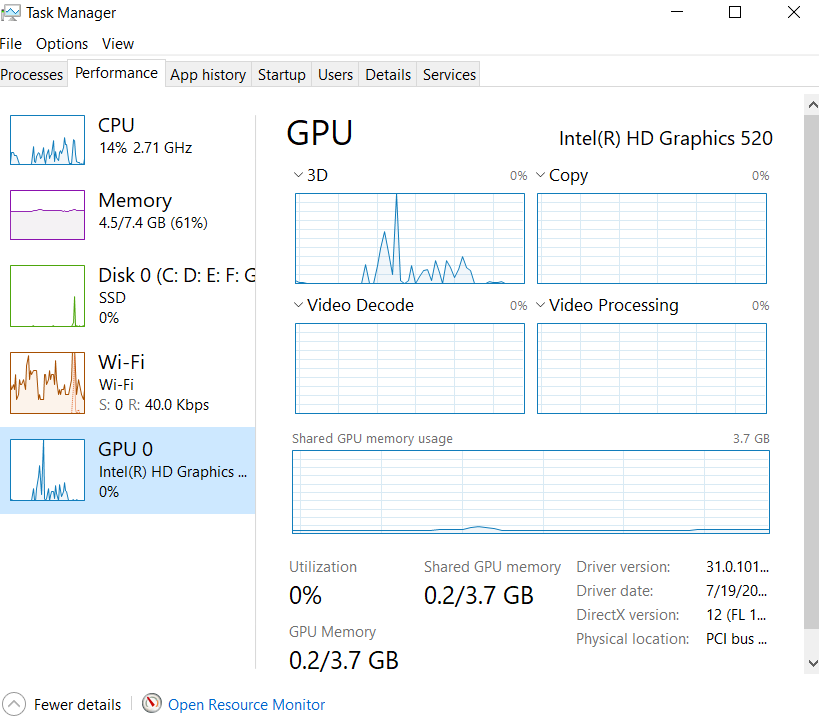 Task Manager
File Options View
Processes Performance App history Startup Users Details Services
CPU
14% 2.71 GHz
Memory
4.5/7.4 GB (61%)
Disk 0 (C: D: E: F: G
SSD
0%
Wi-Fi
Wi-Fi
S: 0 R: 40.0 Kbps
GPU 0
Intel(R) HD Graphics ...
0%
GPU Intel(R) HD Graphics 520
3D 0% Copy 0%
Video Decode 0% Video Processing 0%
Shared GPU memory usage 3.7 GB
Utilization
0%
Shared GPU memory
0.2/3.7 GB
GPU Memory
0.2/3.7 GB
Driver version: 31.0.101...
Driver date: 7/19/20...
DirectX version: 12 (FL 1...
Physical location: PCI bus ...
Fewer details Open Resource Monitor